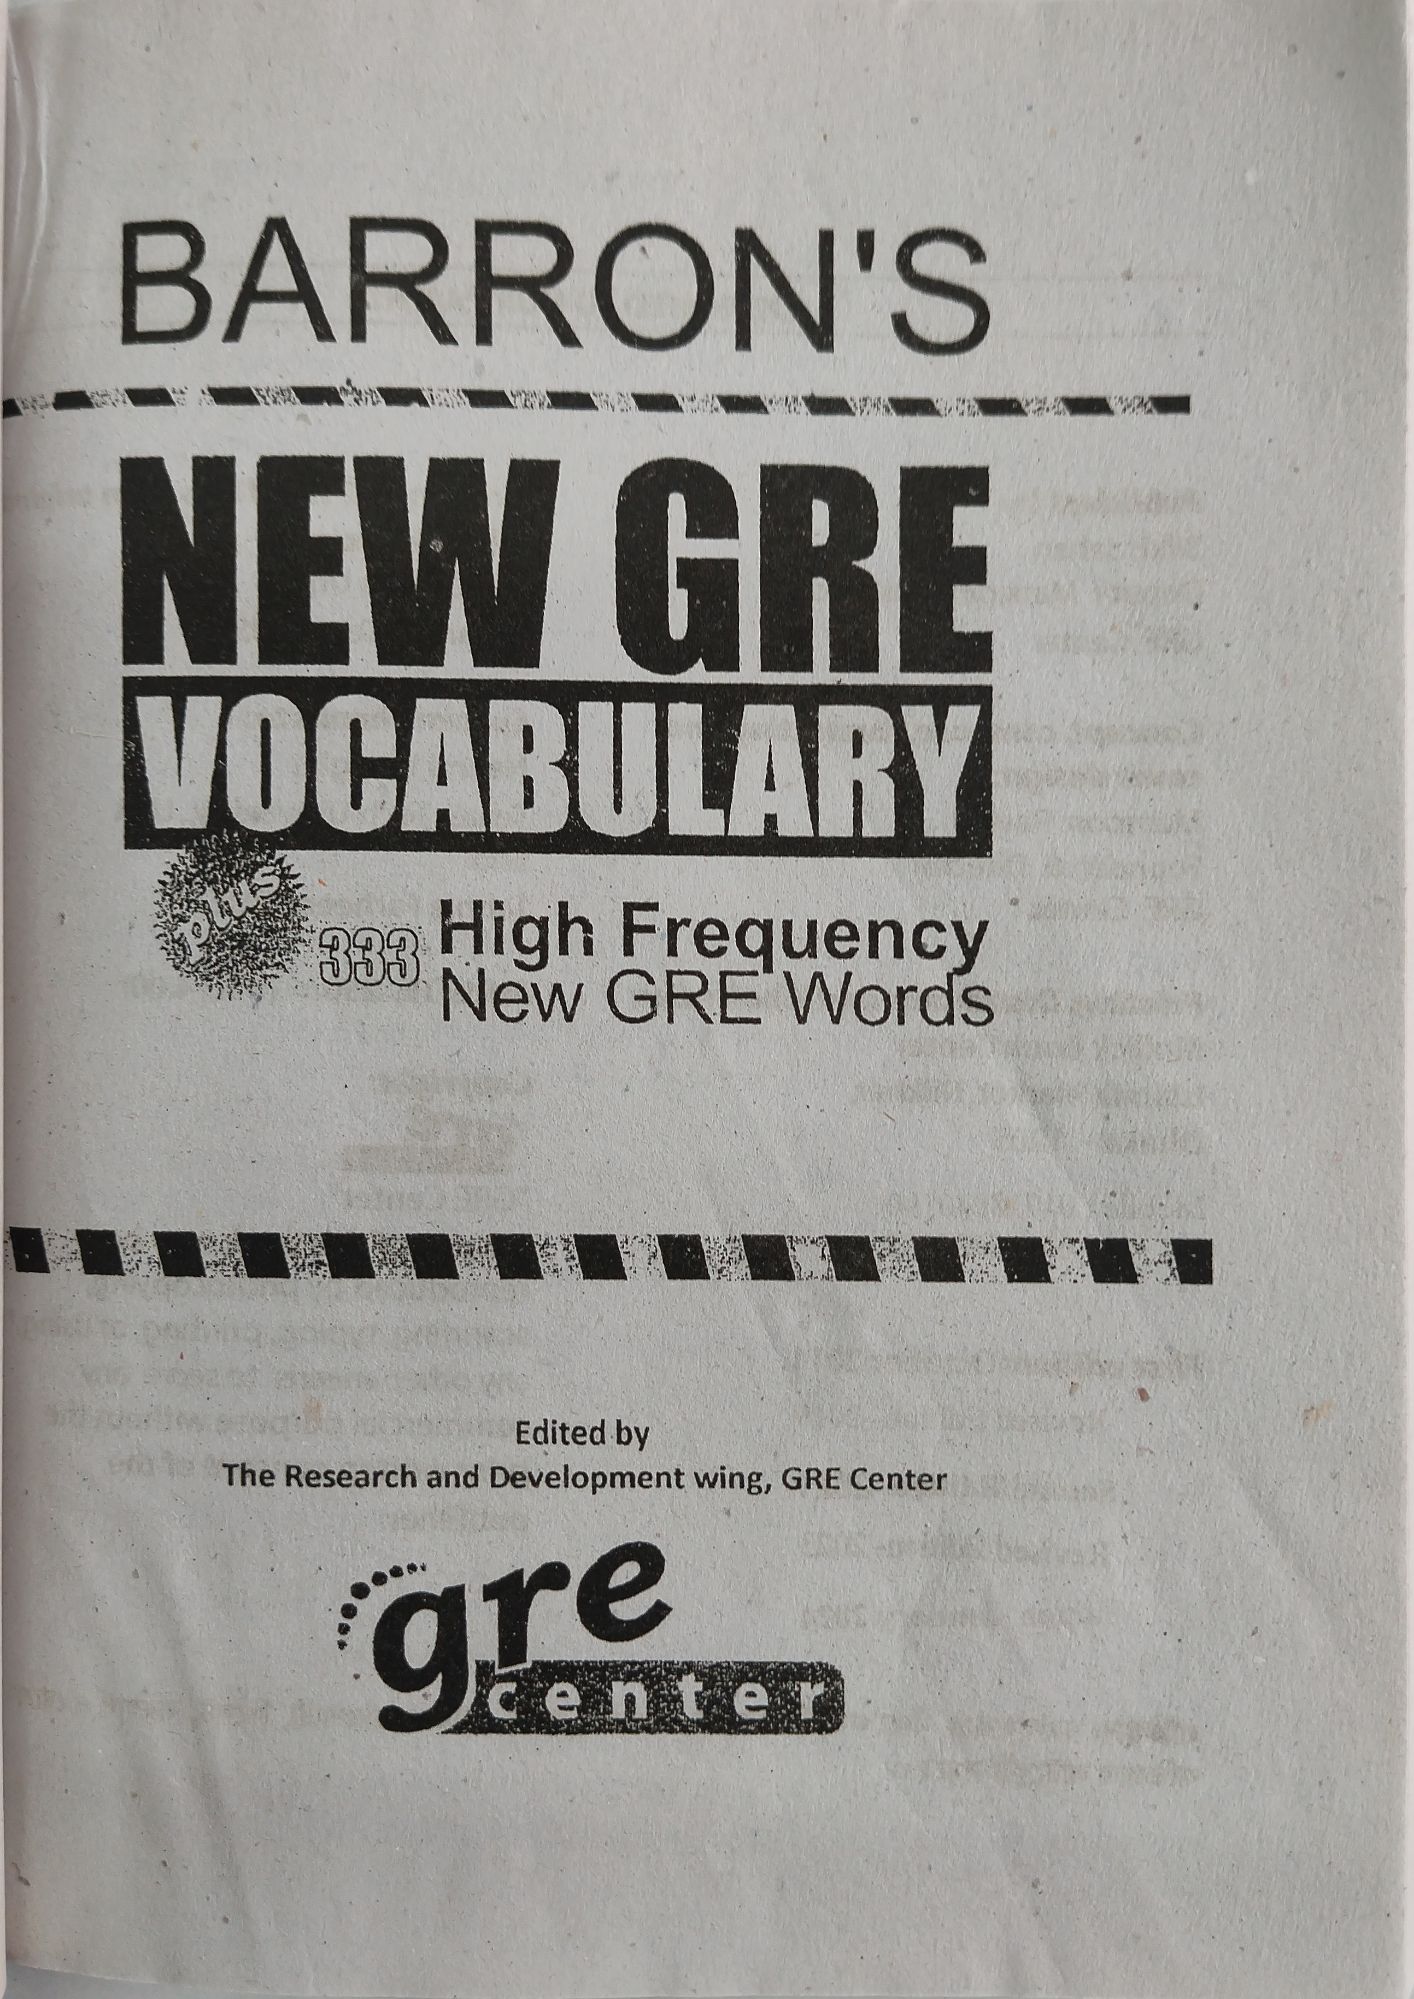 BARRON'S
NEW GRE
VOCABULARY
plus
333 High Frequency
New GRE Words
Edited by
The Research and Development wing, GRE Center
gre
center